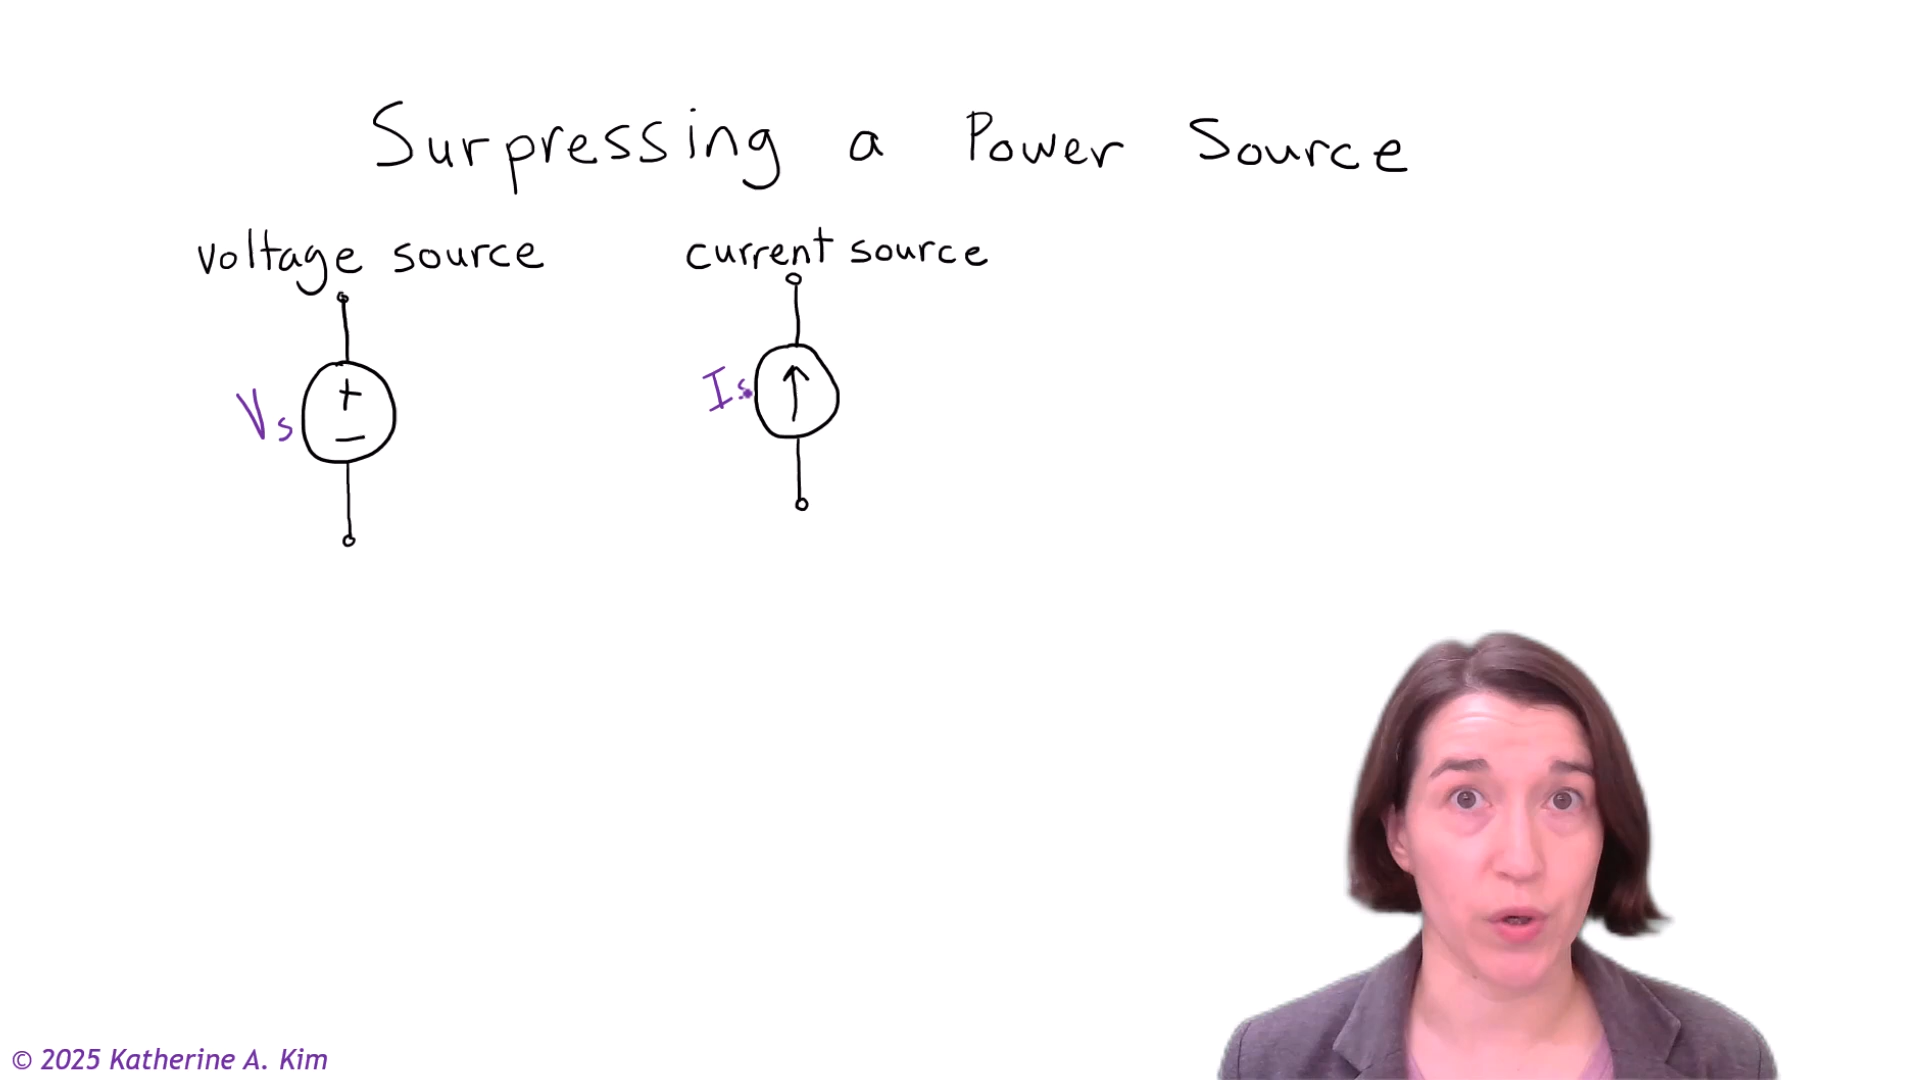 Surpressing a Power Source
voltage source
current source
+
Vs
−
Is
© 2025 Katherine A. Kim